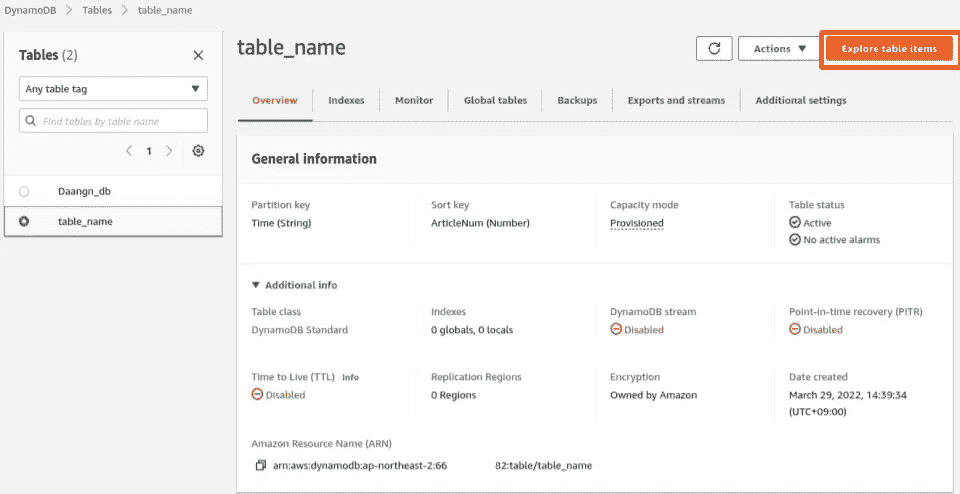 DynamoDB > Tables > table_name
Tables (2)
Any table tag
Find tables by table name
1
Daangn_db
table_name
table_name
Actions
Explore table items
Overview Indexes Monitor Global tables Backups Exports and streams Additional settings
General information
Partition key Sort key Capacity mode Table status
Time (String) ArticleNum (Number) Provisioned Active
No active alarms
Additional info
Table class Indexes DynamoDB stream Point-in-time recovery (PITR)
DynamoDB Standard 0 globals, 0 locals Disabled Disabled
Time to Live (TTL) Info Replication Regions Encryption Date created
Disabled 0 Regions Owned by Amazon March 29, 2022, 14:39:34
(UTC+09:00)
Amazon Resource Name (ARN)
arn:aws:dynamodb:ap-northeast-2:66 82:table/table_name